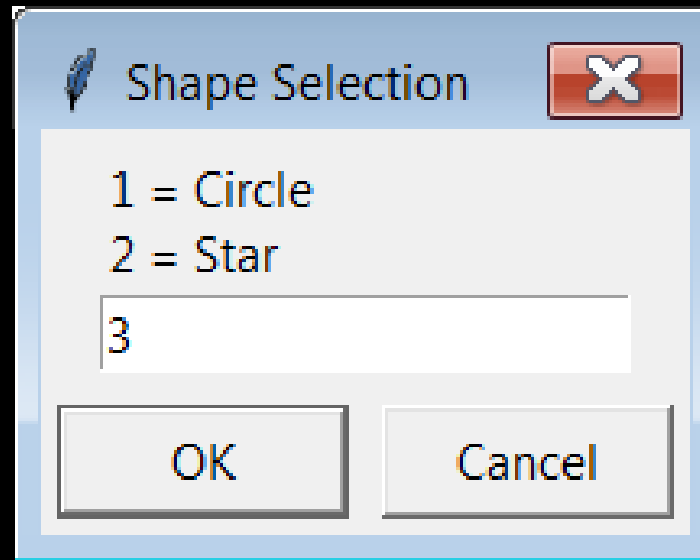 Shape Selection
1 = Circle
2 = Star
3
OK
Cancel